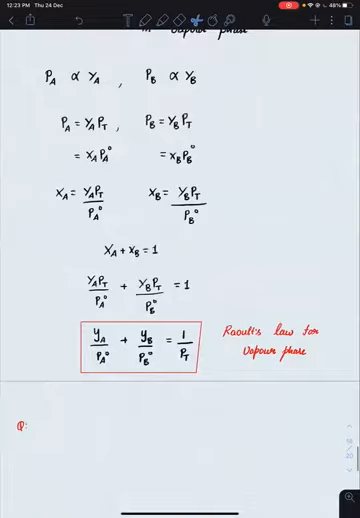 12:23 PM Thu 24 Dec
48%
in vapour phase
P_A ∝ Y_A , P_B ∝ Y_B
P_A = Y_A P_T , P_B = Y_B P_T
= X_A P_A° = X_B P_B°
X_A = Y_A P_T / P_A° X_B = Y_B P_T / P_B°
X_A + X_B = 1
Y_A P_T / P_A° + Y_B P_T / P_B° = 1
y_A / P_A° + y_B / P_B° = 1 / P_T
Raoult's law for
vapour phase
Q: